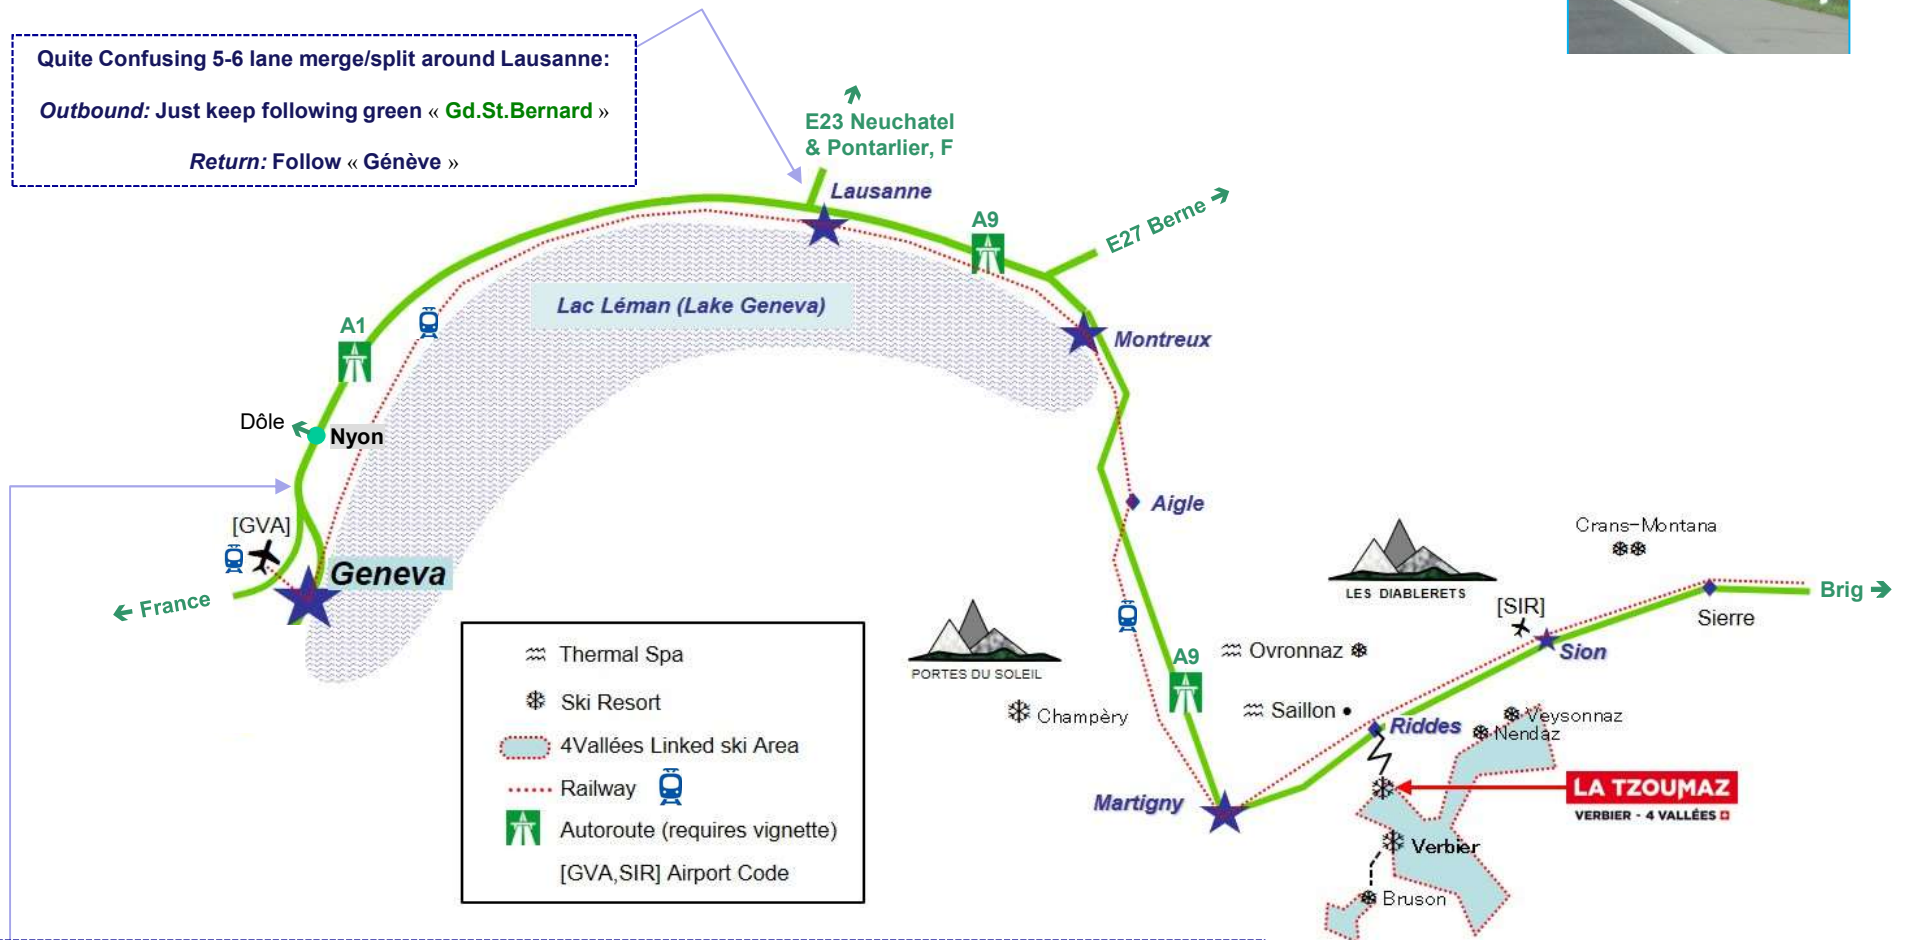 Quite Confusing 5-6 lane merge/split around Lausanne:
Outbound: Just keep following green « Gd.St.Bernard »
Return: Follow « Génève »
E23 Neuchatel
& Pontarlier, F
Lausanne
A9
E27 Berne
Lac Léman (Lake Geneva)
A1
Montreux
Dôle
Nyon
Aigle
[GVA]
Geneva
France
Crans-Montana
LES DIABLERETS
[SIR]
Brig
Sierre
Sion
PORTES DU SOLEIL
A9
Ovronnaz
Champèry
Saillon
Riddes
Veysonnaz
Nendaz
Martigny
LA TZOUMAZ
VERBIER - 4 VALLÉES
Verbier
Bruson
Thermal Spa
Ski Resort
4Vallées Linked ski Area
Railway
Autoroute (requires vignette)
[GVA,SIR] Airport Code